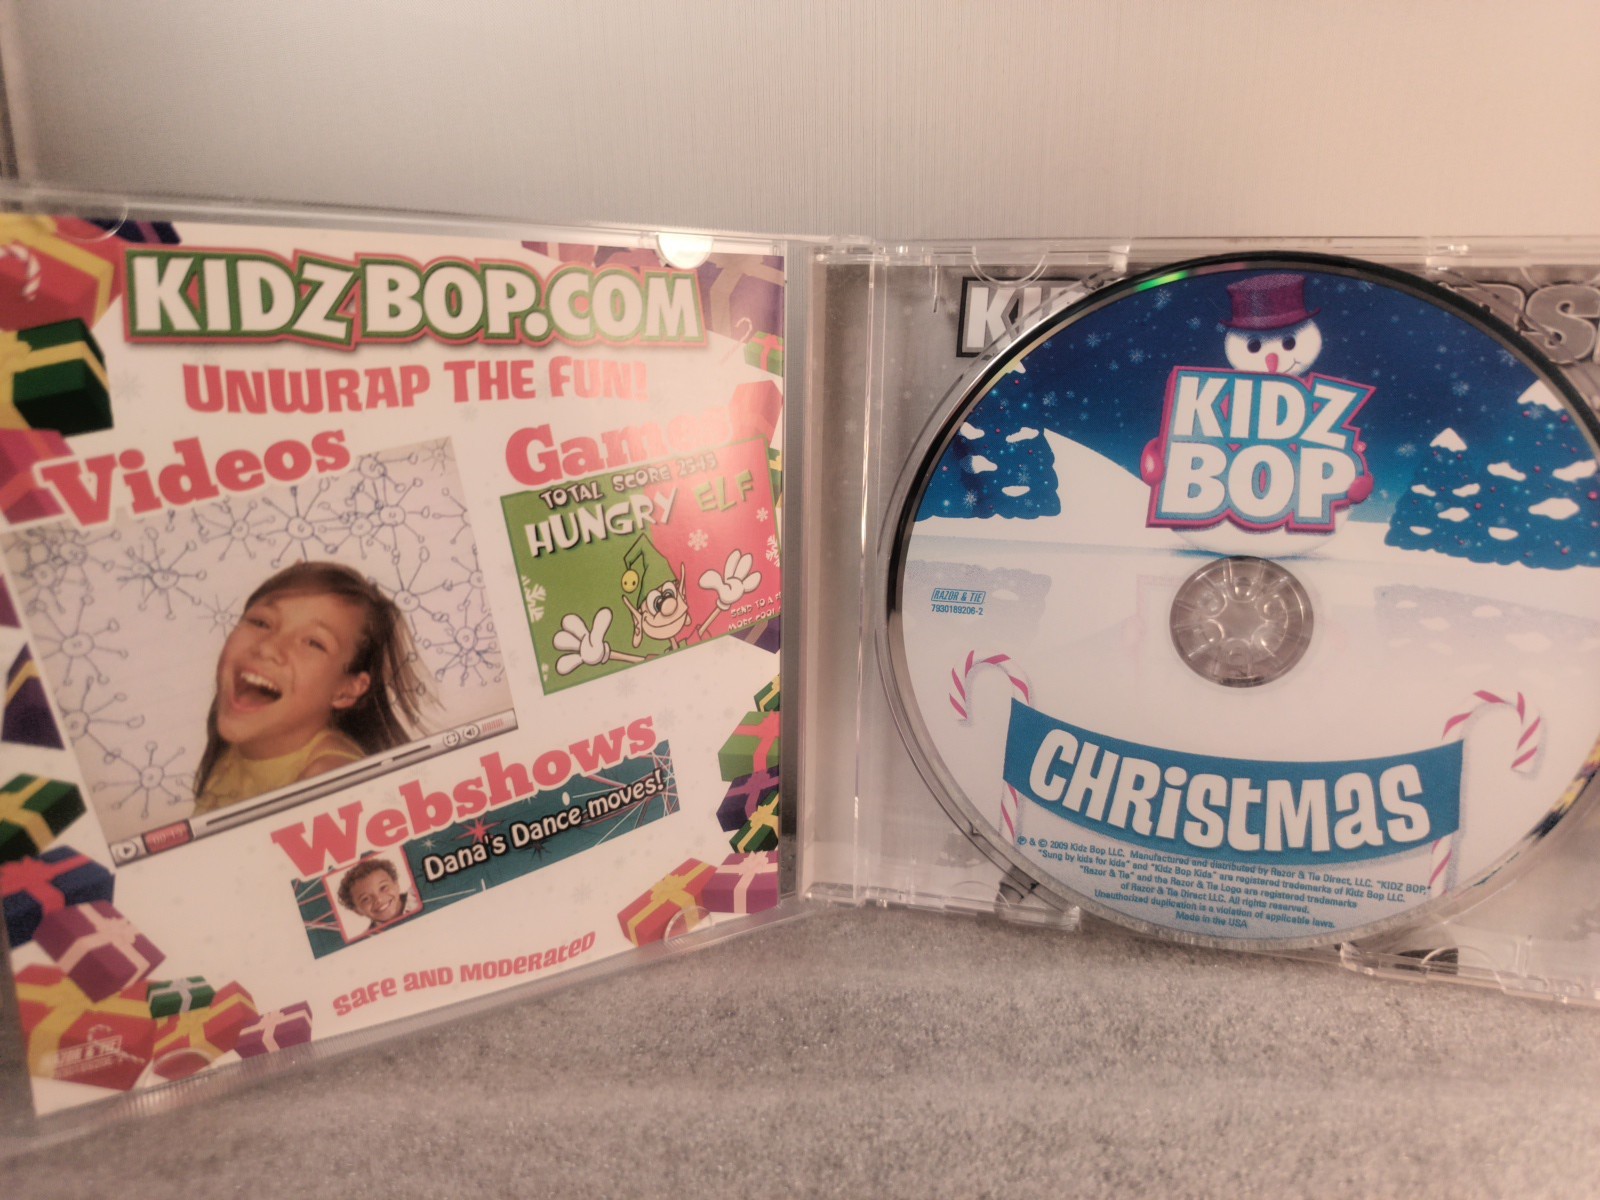 KIDZ BOP.COM
UNWRAP THE FUN!
Videos
Games
TOTAL SCORE
HUNGRY ELF
SEND TO A
Webshows
Dana's Dance moves!
SAFE AND MODERATED
KIDZ
BOP
RAZOR & TIE
7930189206-2
CHRISTMAS
℗ & © 2009 Kidz Bop LLC. Manufactured and distributed by Razor & Tie Direct, LLC. "KIDZ BOP,"
"Sung by kids for kids" and "Kidz Bop Kids" are registered trademarks of Kidz Bop LLC.
"Razor & Tie" and the Razor & Tie Logo are registered trademarks
of Razor & Tie Direct LLC. All rights reserved.
Unauthorized duplication is a violation of applicable laws.
Made in the USA